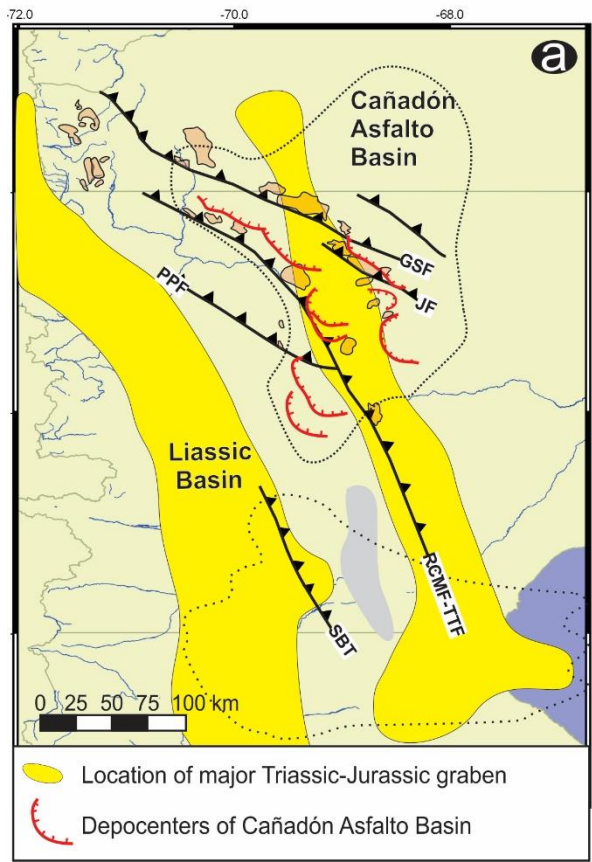 -72.0 -70.0 -68.0
a
Cañadón
Asfalto
Basin
GSF
JF
PPF
Liassic
Basin
RCMF-TTF
SBT
0 25 50 75 100 km
Location of major Triassic-Jurassic graben
Depocenters of Cañadón Asfalto Basin